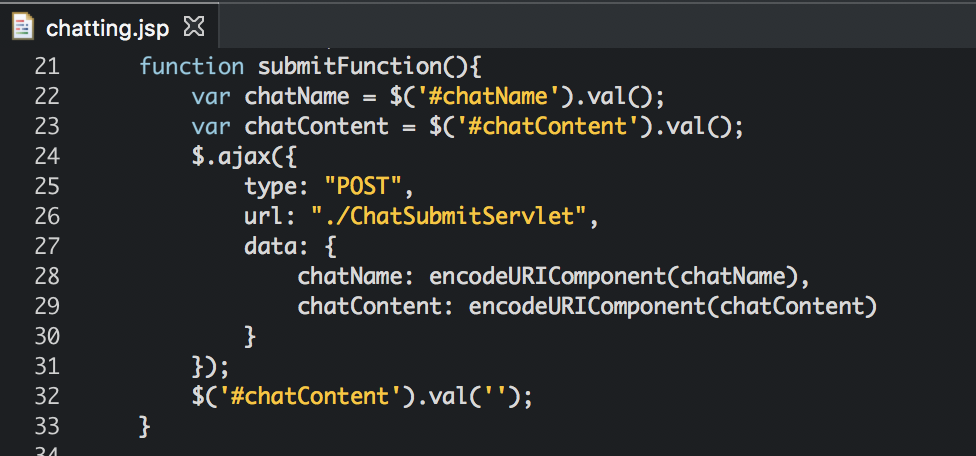 chatting.jsp
21 function submitFunction(){
22 var chatName = $('#chatName').val();
23 var chatContent = $('#chatContent').val();
24 $.ajax({
25 type: "POST",
26 url: "./ChatSubmitServlet",
27 data: {
28 chatName: encodeURIComponent(chatName),
29 chatContent: encodeURIComponent(chatContent)
30 }
31 });
32 $('#chatContent').val('');
33 }
34